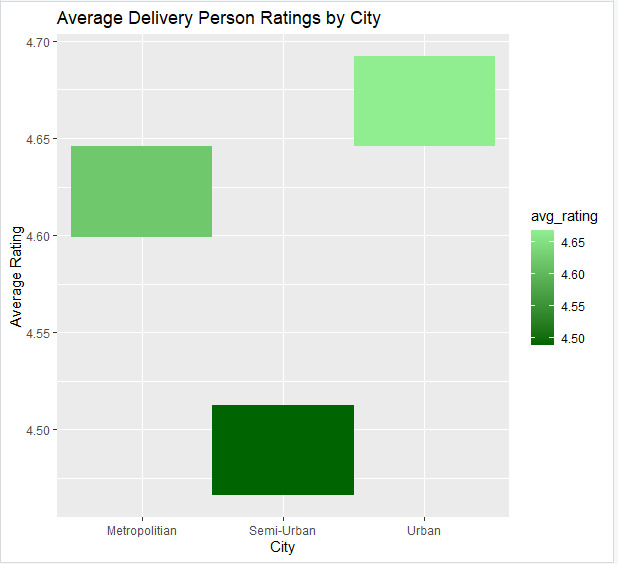 Average Delivery Person Ratings by City
4.70
4.65
4.60
4.55
4.50
Average Rating
Metropolitian
Semi-Urban
Urban
City
avg_rating
4.65
4.60
4.55
4.50